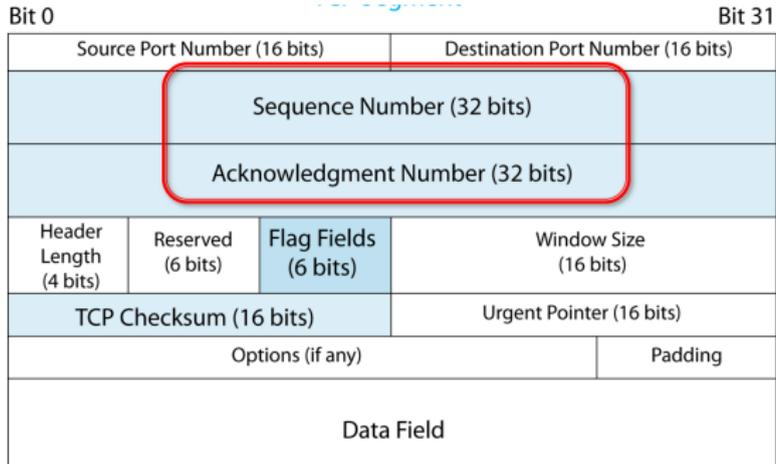 Bit 0
Bit 31
Source Port Number (16 bits)
Destination Port Number (16 bits)
Sequence Number (32 bits)
Acknowledgment Number (32 bits)
Header
Length
(4 bits)
Reserved
(6 bits)
Flag Fields
(6 bits)
Window Size
(16 bits)
TCP Checksum (16 bits)
Urgent Pointer (16 bits)
Options (if any)
Padding
Data Field